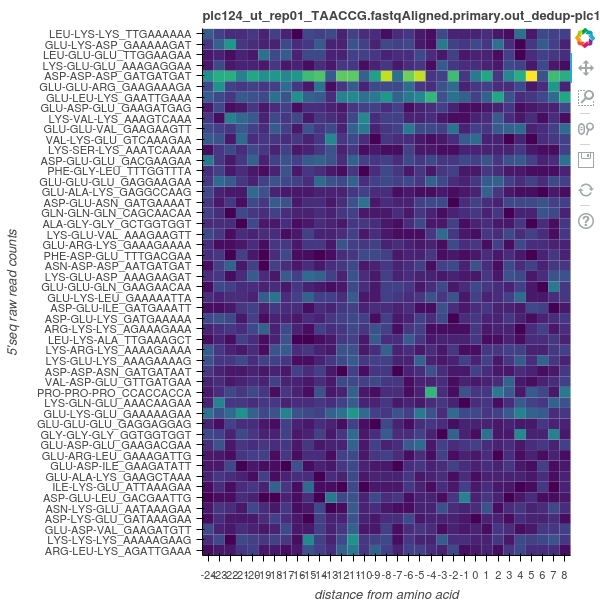 plc124_ut_rep01_TAACCG.fastqAligned.primary.out_dedup-plc1
5'seq raw read counts
LEU-LYS-LYS_TTGAAAAAA
GLU-LYS-ASP_GAAAAAGAT
LEU-GLU-GLU_TTGGAAGAA
LYS-GLU-GLU_AAAGAGGAA
ASP-ASP-ASP_GATGATGAT
GLU-GLU-ARG_GAAGAAAGA
GLU-LEU-LYS_GAATTGAAA
GLU-ASP-GLU_GAAGATGAG
LYS-VAL-LYS_AAAGTCAAA
GLU-GLU-VAL_GAAGAAGTT
VAL-LYS-GLU_GTCAAAGAA
LYS-SER-LYS_AAATCAAAA
ASP-GLU-GLU_GACGAAGAA
PHE-GLY-LEU_TTTGGTTTA
GLU-GLU-GLU_GAGGAAGAA
GLU-ALA-LYS_GAGGCCAAG
ASP-GLU-ASN_GATGAAAAT
GLN-GLN-GLN_CAGCAACAA
ALA-GLY-GLY_GCTGGTGGT
LYS-GLU-VAL_AAAGAAGTT
GLU-ARG-LYS_GAAAGAAAA
PHE-ASP-GLU_TTTGACGAA
ASN-ASP-ASP_AATGATGAT
LYS-GLU-ASP_AAAGAAGAT
GLU-GLU-GLN_GAAGAACAA
GLU-LYS-LEU_GAAAAATTA
ASP-GLU-ILE_GATGAAATT
ASP-GLU-LYS_GATGAAAAA
ARG-LYS-LYS_AGAAAGAAA
LEU-LYS-ALA_TTGAAAGCT
LYS-ARG-LYS_AAAAGAAAA
LYS-GLU-LYS_AAAGAAAAG
ASP-ASP-ASN_GATGATAAT
VAL-ASP-GLU_GTTGATGAA
PRO-PRO-PRO_CCACCACCA
LYS-GLN-GLU_AAACAAGAA
GLU-LYS-GLU_GAAAAAGAA
GLU-GLU-GLU_GAGGAGGAG
GLY-GLY-GLY_GGTGGTGGT
GLU-ASP-GLU_GAAGACGAA
GLU-ARG-LEU_GAAAGATTG
GLU-ASP-ILE_GAAGATATT
GLU-ALA-LYS_GAAGCTAAA
ILE-LYS-GLU_ATTAAAGAA
ASP-GLU-LEU_GACGAATTG
ASN-LYS-GLU_AATAAAGAA
ASP-LYS-GLU_GATAAAGAA
GLU-ASP-VAL_GAAGATGTT
LYS-LYS-LYS_AAAAAGAAG
ARG-LEU-LYS_AGATTGAAA
-24-23-22-21-20-19-18-17-16-15-14-13-12-11-10-9 -8 -7 -6 -5 -4 -3 -2 -1 0 1 2 3 4 5 6 7 8
distance from amino acid